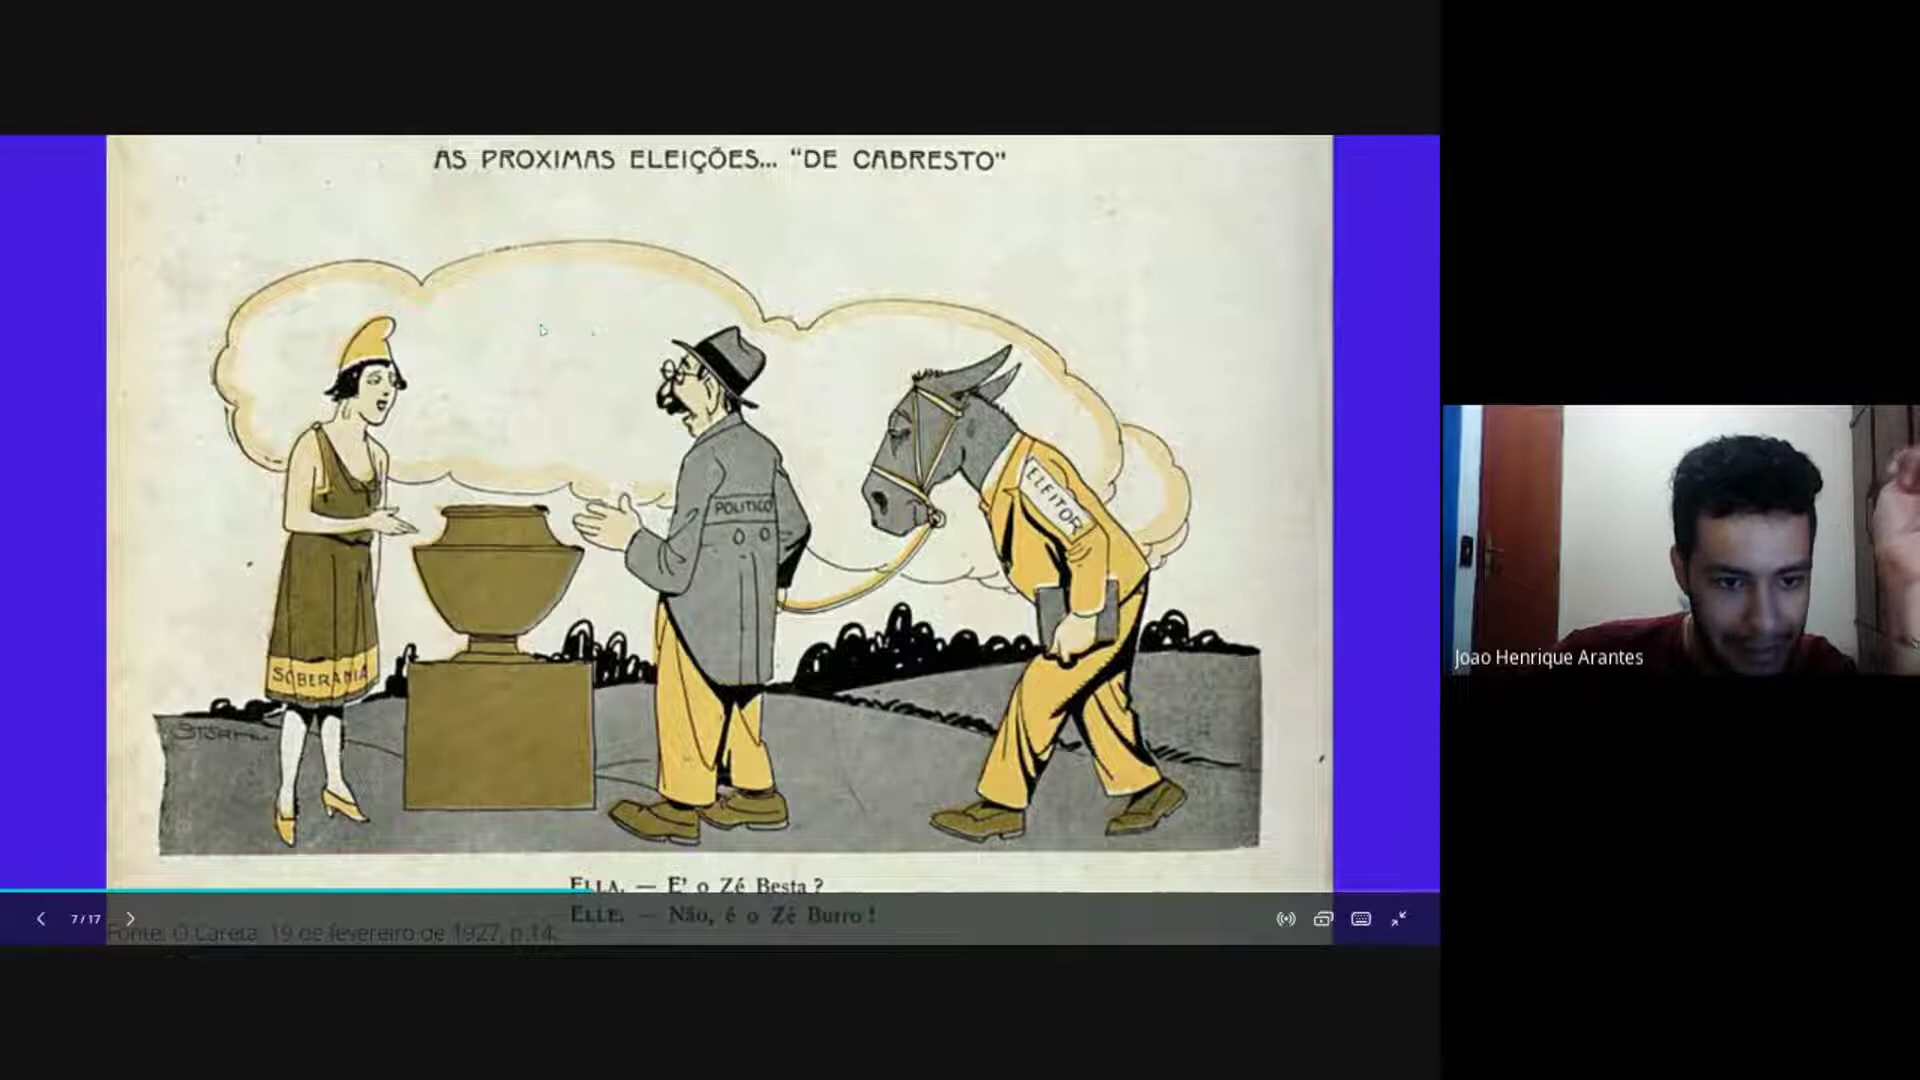 AS PROXIMAS ELEIÇÕES... "DE CABRESTO"
POLITICO
ELEITOR
SOBERANIA
STORNI
ELLA. — E' o Zé Besta ?
ELLE. — Não, é o Zé Burro !
7 / 17
Fonte: O Careta, 19 de fevereiro de 1927, p.14.
Joao Henrique Arantes